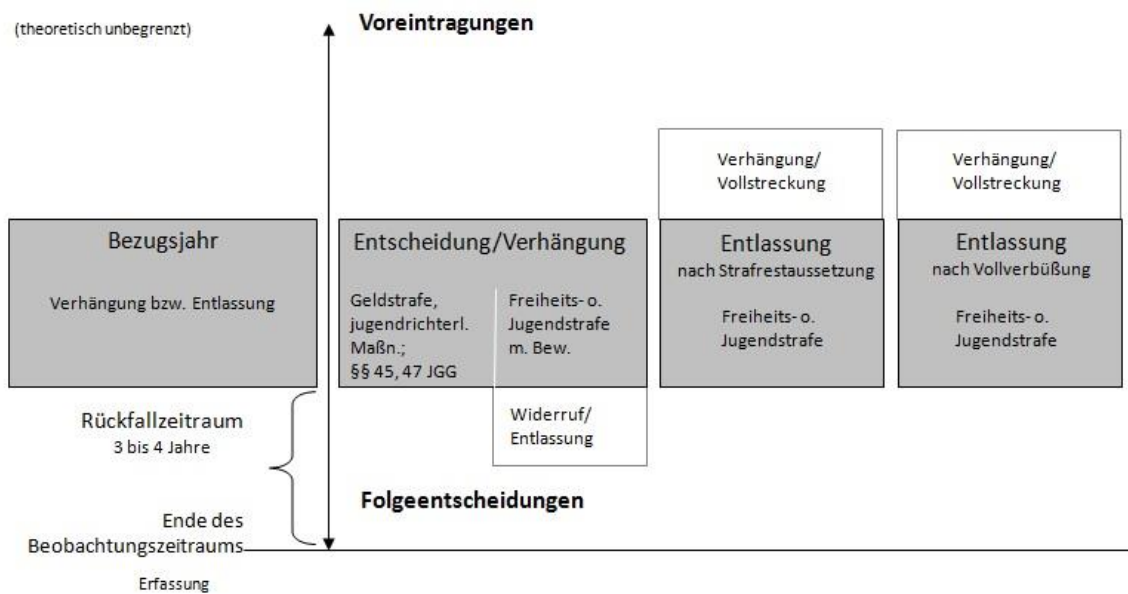 (theoretisch unbegrenzt)
Voreintragungen
Verhängung/
Vollstreckung
Verhängung/
Vollstreckung
Bezugsjahr
Verhängung bzw. Entlassung
Entscheidung/Verhängung
Geldstrafe,
jugendrichterl.
Maßn.;
§§ 45, 47 JGG
Freiheits- o.
Jugendstrafe
m. Bew.
Entlassung
nach Strafrestaussetzung
Freiheits- o.
Jugendstrafe
Entlassung
nach Vollverbüßung
Freiheits- o.
Jugendstrafe
Rückfallzeitraum
3 bis 4 Jahre
Widerruf/
Entlassung
Folgeentscheidungen
Ende des
Beobachtungszeitraums
Erfassung